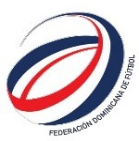 FEDERACIÓN DOMINICANA DE FÚTBOL